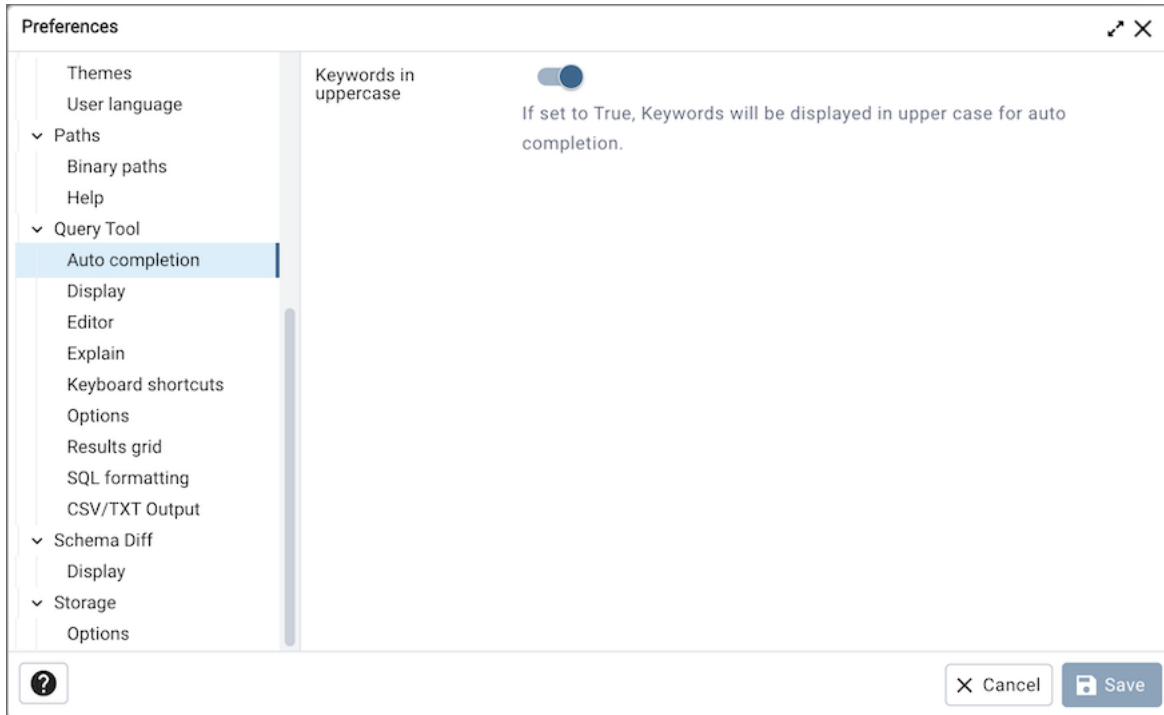 Preferences
Themes
User language
Paths
Binary paths
Help
Query Tool
Auto completion
Display
Editor
Explain
Keyboard shortcuts
Options
Results grid
SQL formatting
CSV/TXT Output
Schema Diff
Display
Storage
Options
Keywords in
uppercase
If set to True, Keywords will be displayed in upper case for auto
completion.
?
Cancel
Save